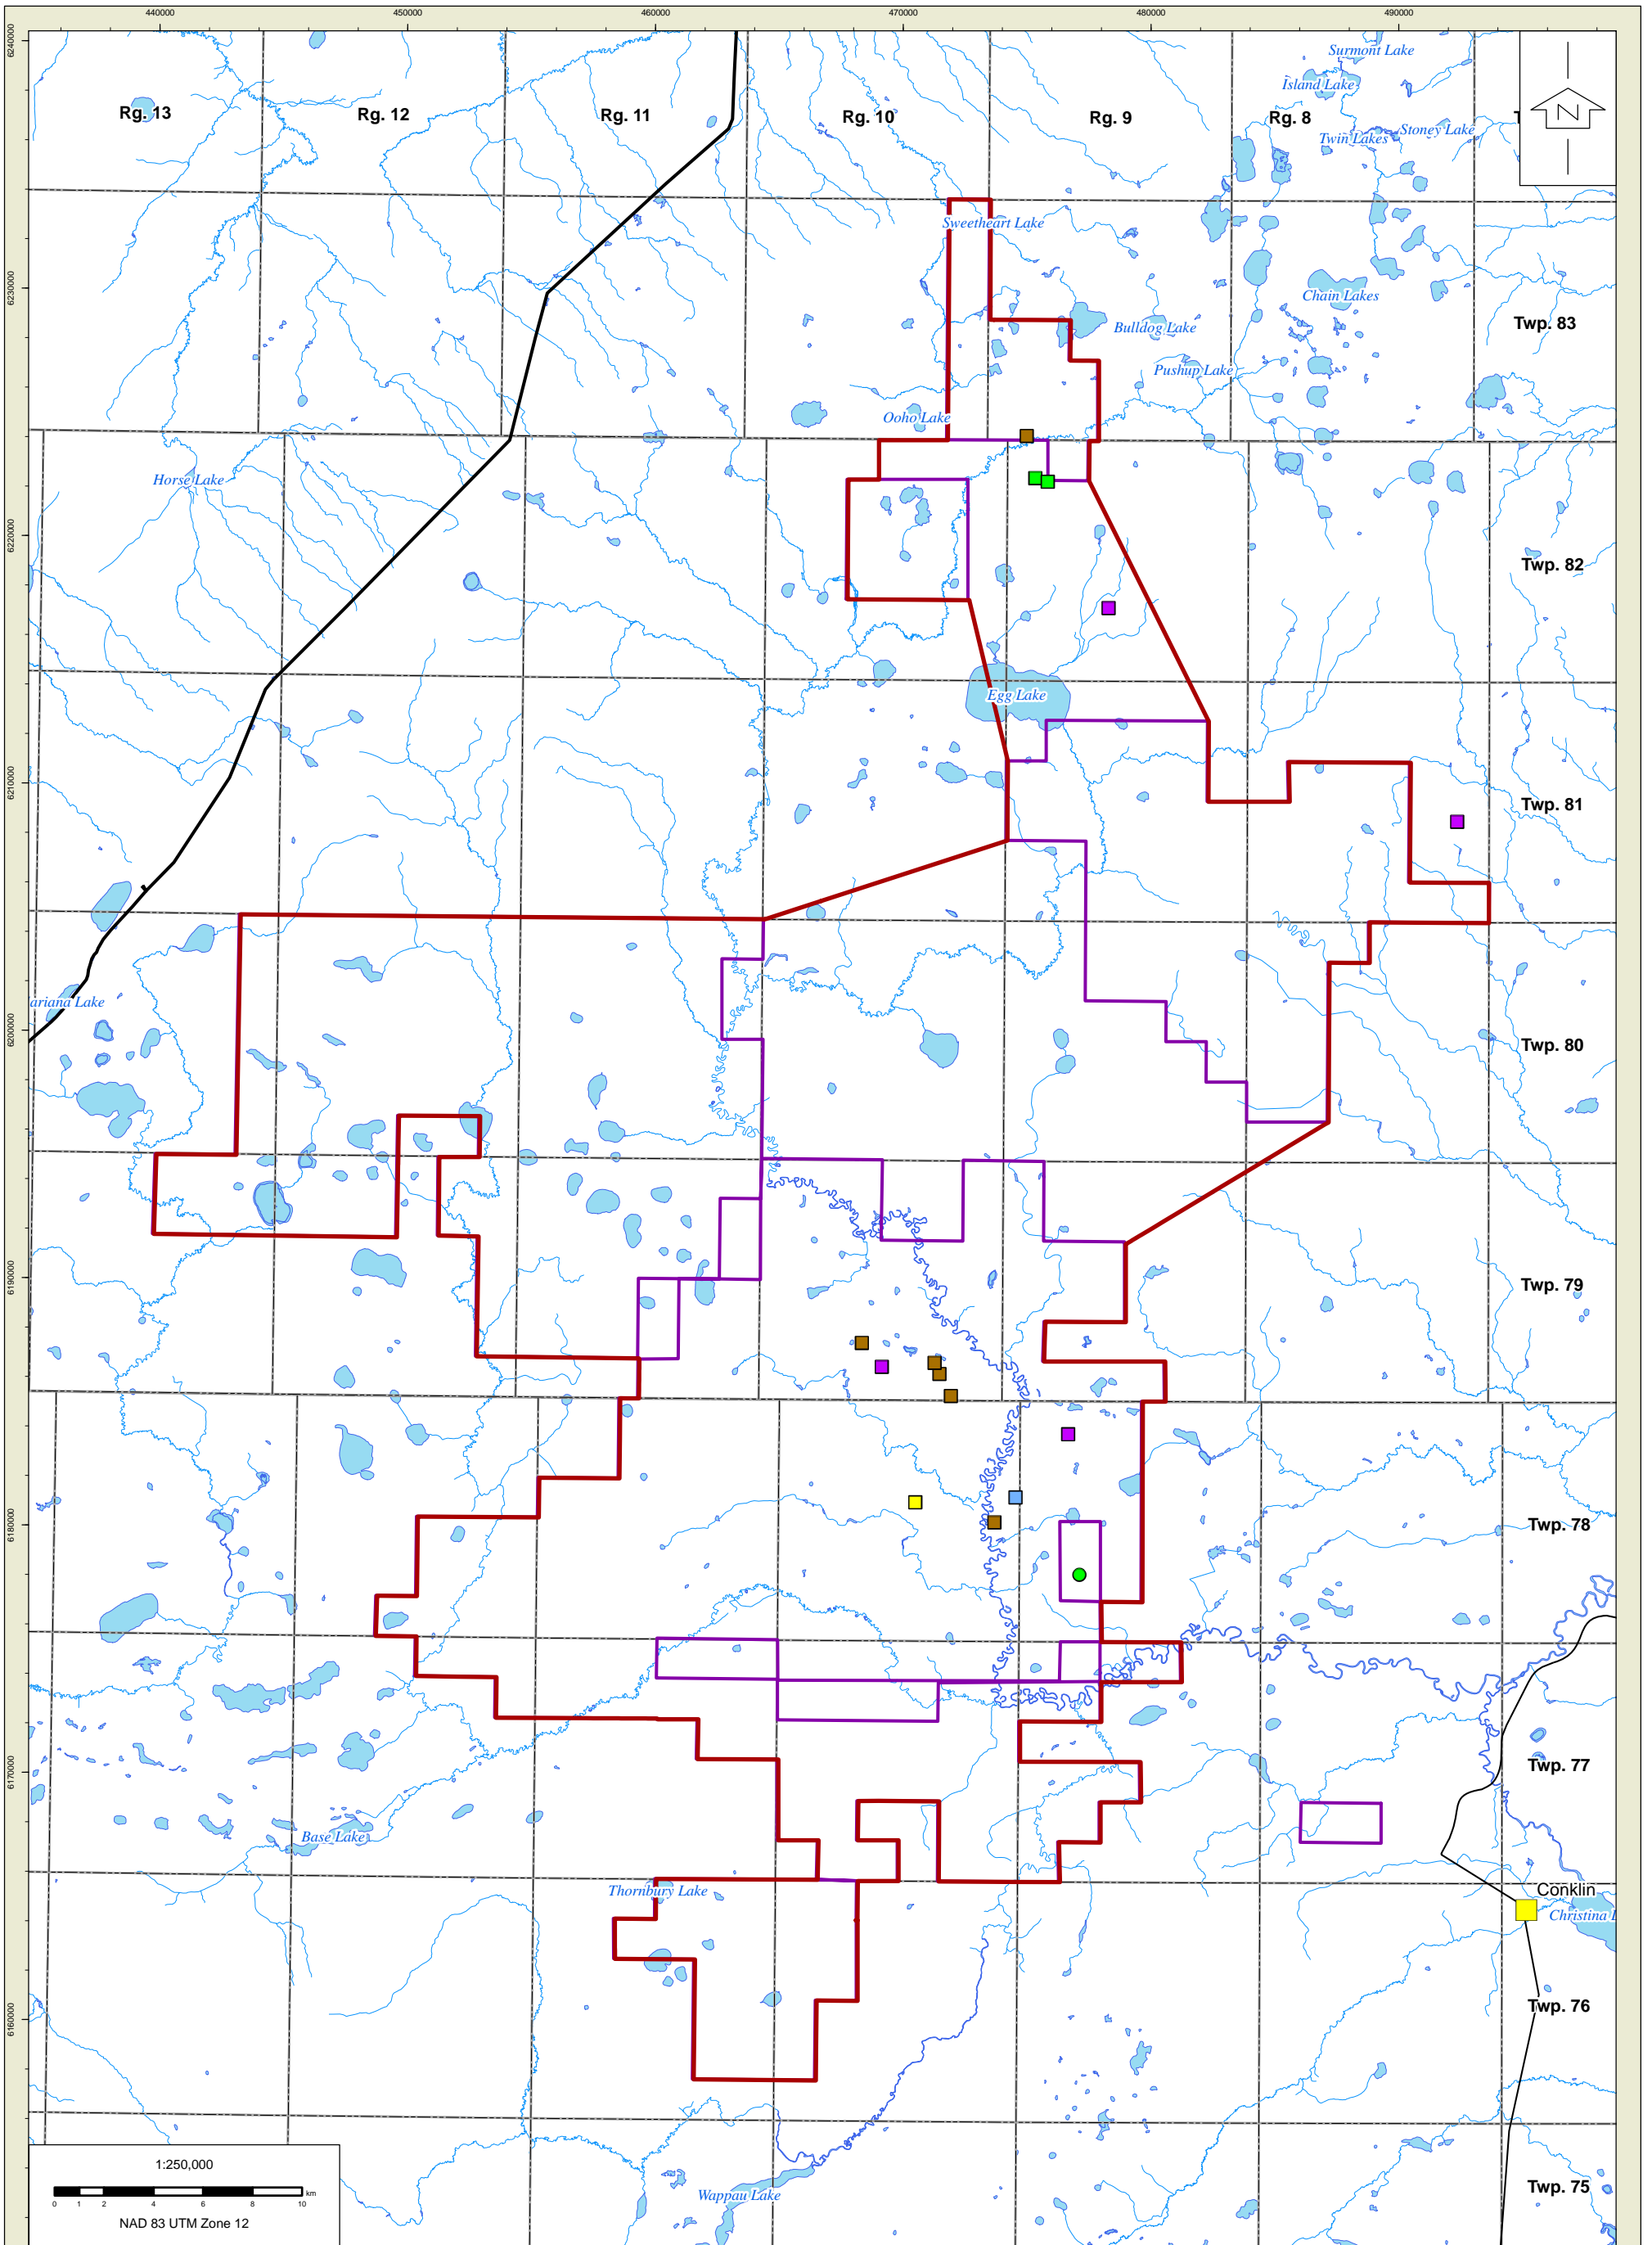 440000 450000 460000 470000 480000 490000
6240000
Surmont Lake
Island Lake
Rg. 13 Rg. 12 Rg. 11 Rg. 10 Rg. 9 Rg. 8
N
Stoney Lake
Twin Lakes
Sweetheart Lake
6230000
Chain Lakes
Bulldog Lake
Twp. 83
Pushup Lake
Ooho Lake
Horse Lake
6220000
Twp. 82
Egg Lake
6210000
Twp. 81
ariana Lake
6200000
Twp. 80
6190000
Twp. 79
6180000
Twp. 78
6170000
Twp. 77
Base Lake
Conklin
Thornbury Lake
Christina L
6160000
Twp. 76
1:250,000
0 1 2 4 6 8 10 km
NAD 83 UTM Zone 12
Wappau Lake
Twp. 75